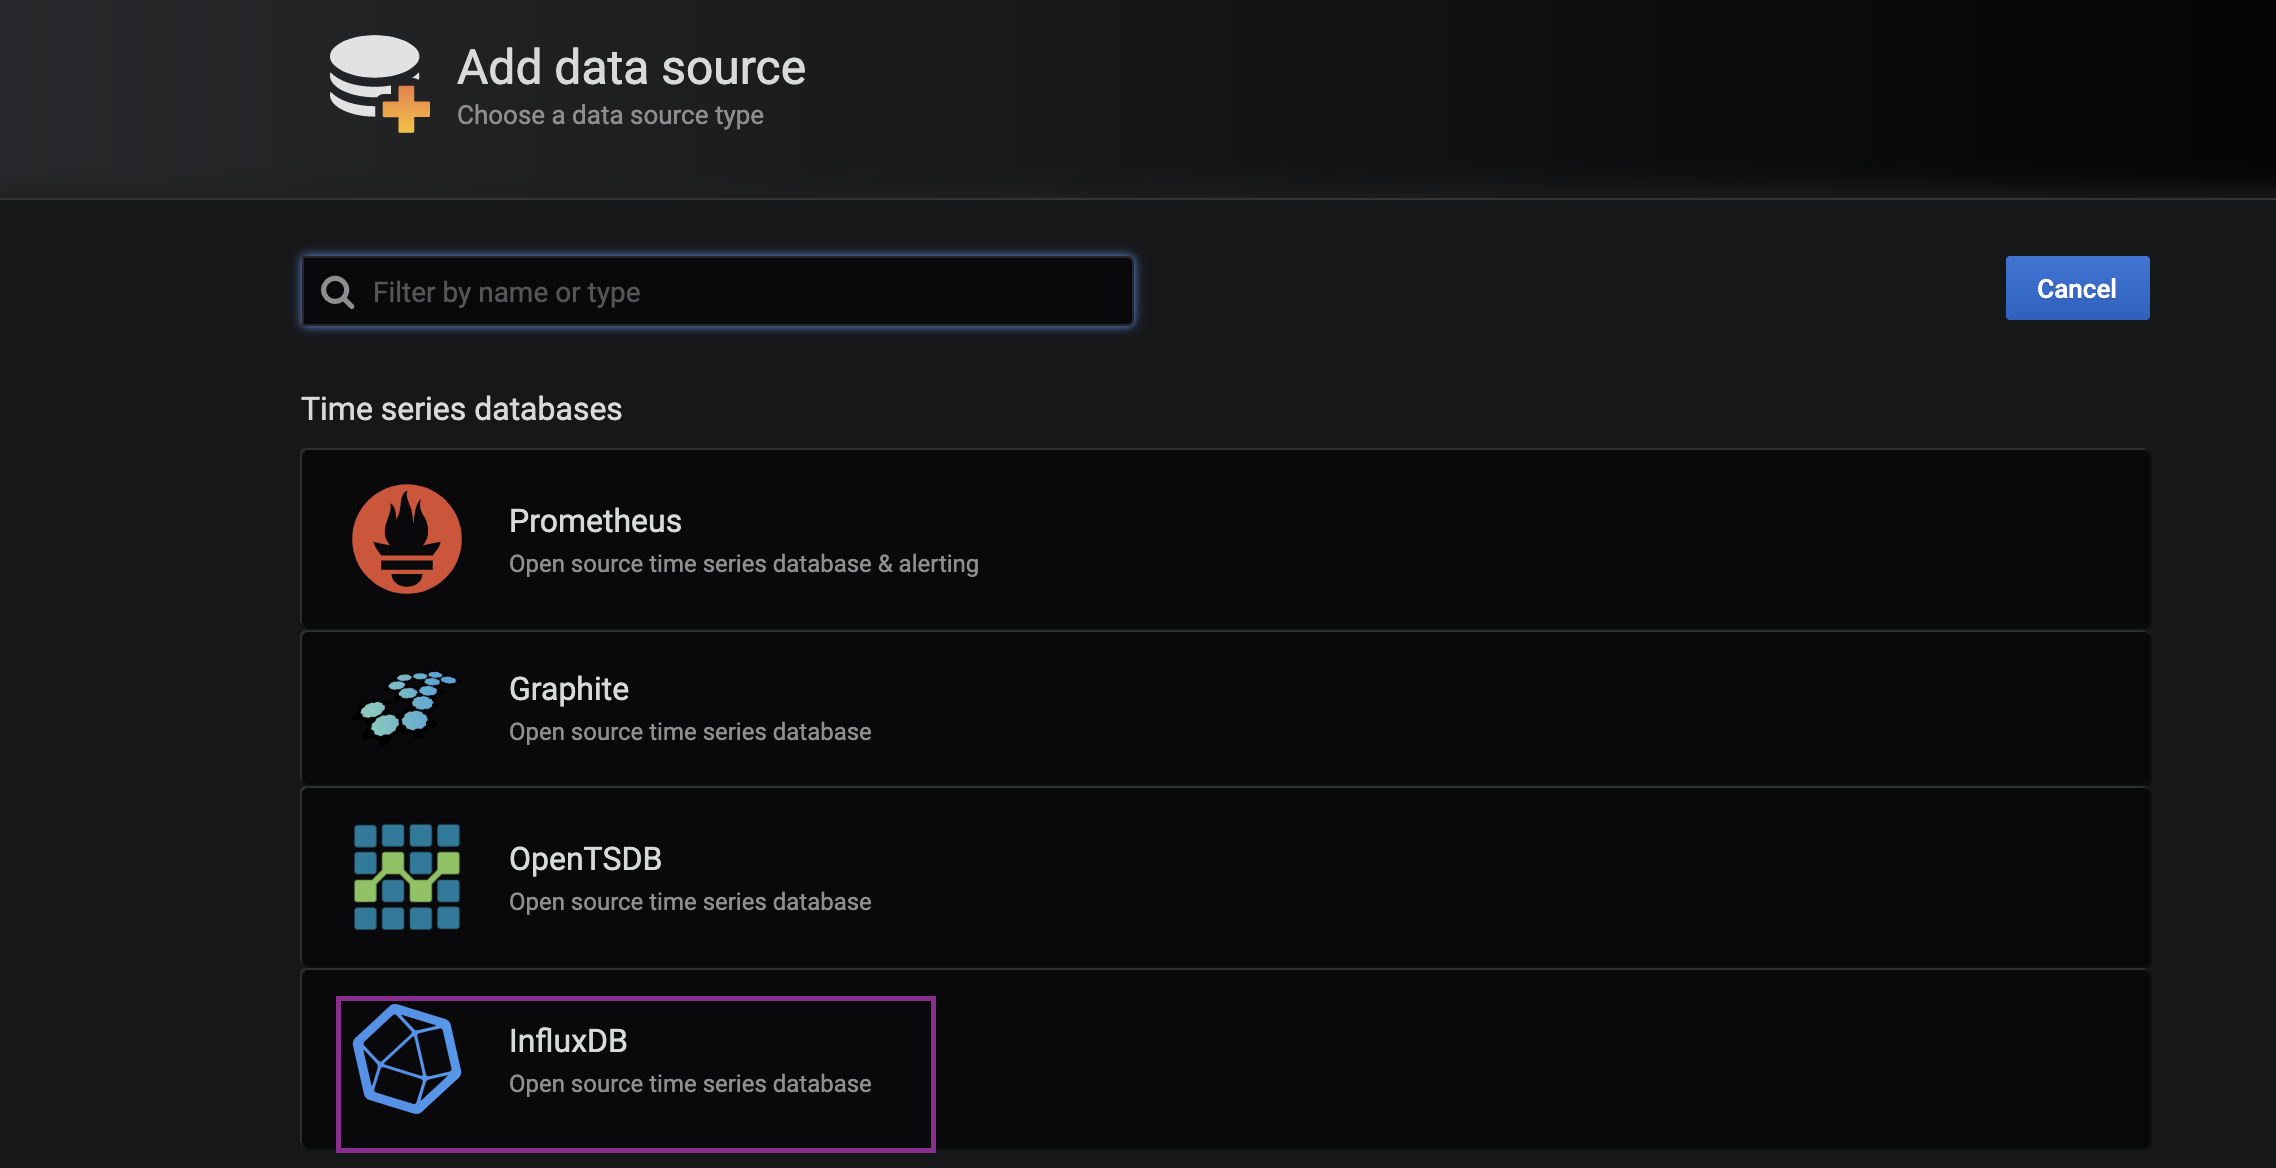 Add data source
Choose a data source type
Filter by name or type
Cancel
Time series databases
Prometheus
Open source time series database & alerting
Graphite
Open source time series database
OpenTSDB
Open source time series database
InfluxDB
Open source time series database